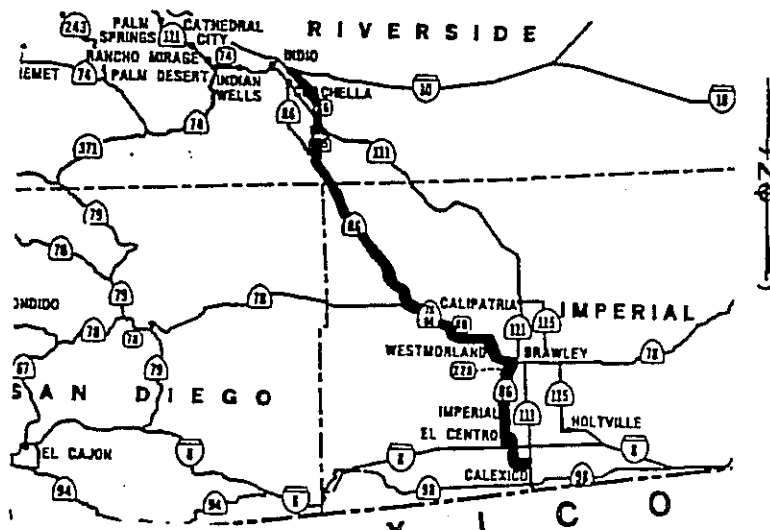 RIVERSIDE
243
PALM SPRINGS
111
CATHEDRAL CITY
74
INDIO
RANCHO MIRAGE
74
PALM DESERT
INDIAN WELLS
CHELLA
86
10
74
371
111
79
86
78
79
78
CALIPATRIA
IMPERIAL
78
78
111
115
WESTMORLAND
BRAWLEY
78
86
67
79
SAN DIEGO
111
115
IMPERIAL
HOLTVILLE
EL CENTRO
EL CAJON
8
8
8
CALEXICO
98
98
94
94
8
I C O